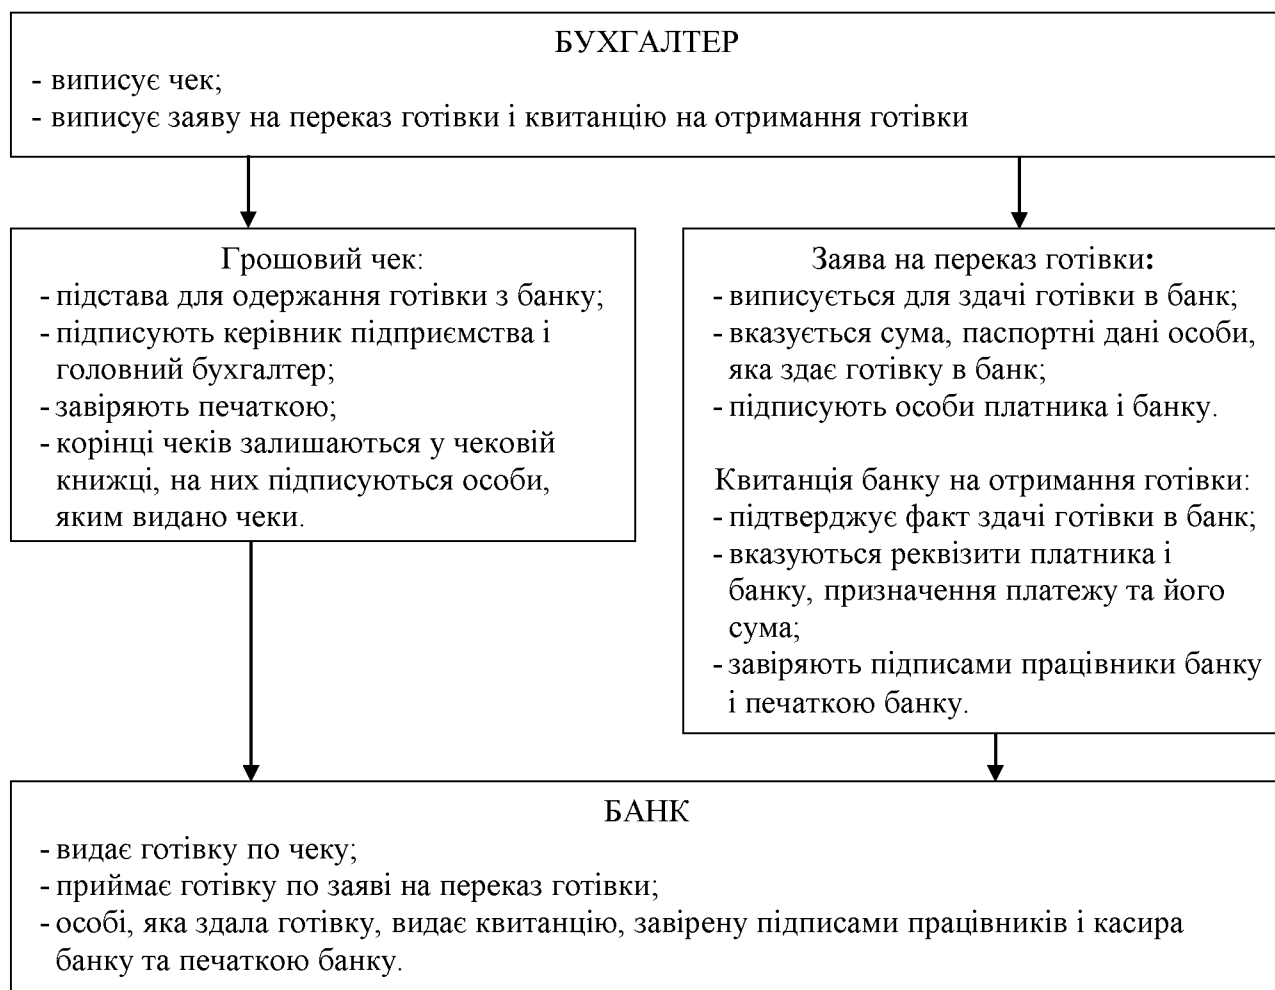 БУХГАЛТЕР
- виписує чек;
- виписує заяву на переказ готівки і квитанцію на отримання готівки
Грошовий чек:
- підстава для одержання готівки з банку;
- підписують керівник підприємства і
головний бухгалтер;
- завіряють печаткою;
- корінці чеків залишаються у чековій
книжці, на них підписуються особи,
яким видано чеки.
Заява на переказ готівки:
- виписується для здачі готівки в банк;
- вказується сума, паспортні дані особи,
яка здає готівку в банк;
- підписують особи платника і банку.
Квитанція банку на отримання готівки:
- підтверджує факт здачі готівки в банк;
- вказуються реквізити платника і
банку, призначення платежу та його
сума;
- завіряють підписами працівники банку
і печаткою банку.
БАНК
- видає готівку по чеку;
- приймає готівку по заяві на переказ готівки;
- особі, яка здала готівку, видає квитанцію, завірену підписами працівників і касира
банку та печаткою банку.